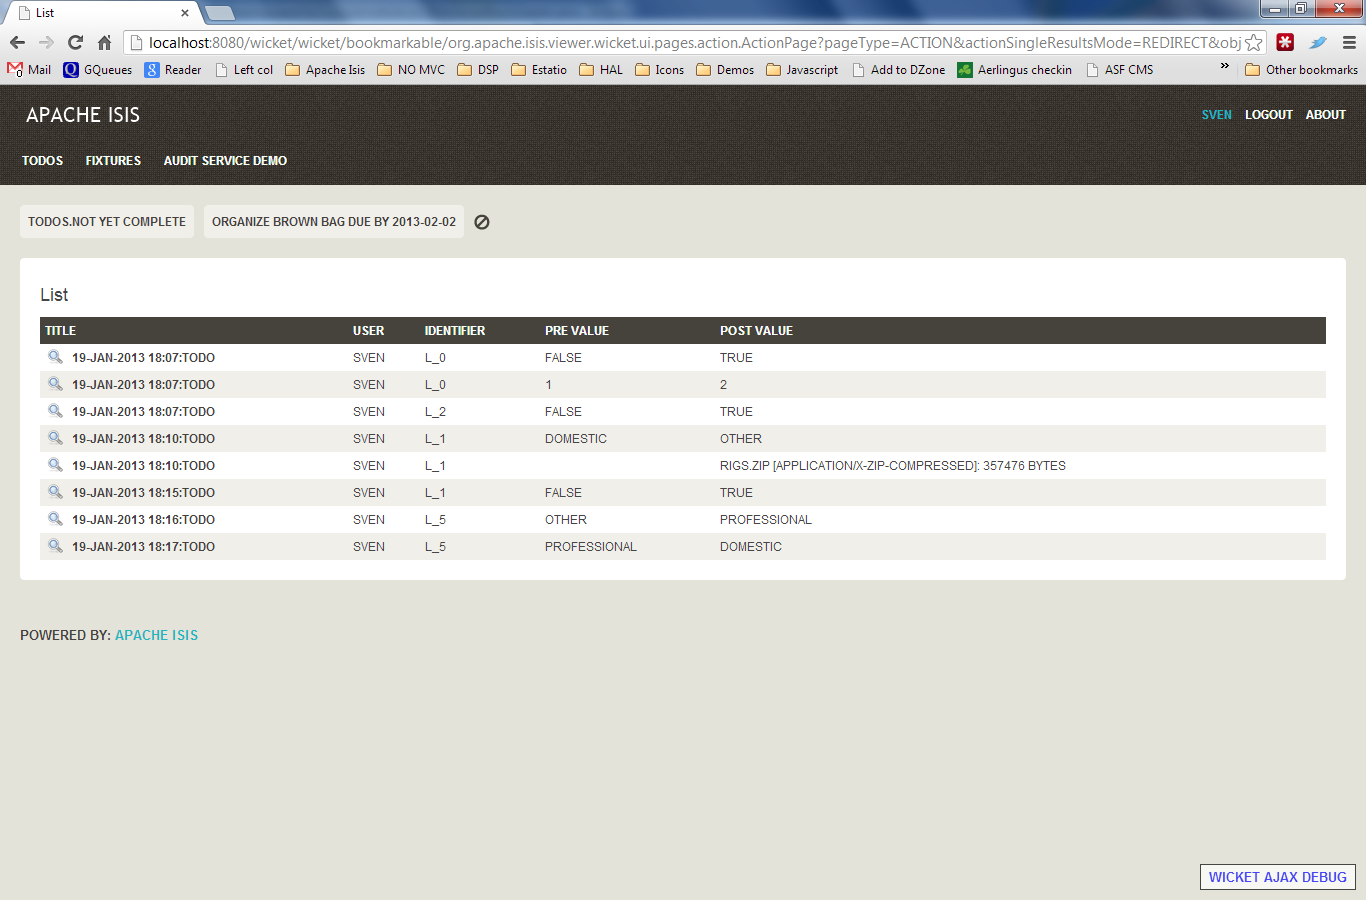 List
localhost:8080/wicket/wicket/bookmarkable/org.apache.isis.viewer.wicket.ui.pages.action.ActionPage?pageType=ACTION&actionSingleResultsMode=REDIRECT&obj
Mail GQueues Reader Left col Apache Isis NO MVC DSP Estatio HAL Icons Demos Javascript Add to DZone Aerlingus checkin ASF CMS » Other bookmarks
APACHE ISIS SVEN LOGOUT ABOUT
TODOS FIXTURES AUDIT SERVICE DEMO
TODOS.NOT YET COMPLETE ORGANIZE BROWN BAG DUE BY 2013-02-02
List
TITLE USER IDENTIFIER PRE VALUE POST VALUE
19-JAN-2013 18:07:TODO SVEN L_0 FALSE TRUE
19-JAN-2013 18:07:TODO SVEN L_0 1 2
19-JAN-2013 18:07:TODO SVEN L_2 FALSE TRUE
19-JAN-2013 18:10:TODO SVEN L_1 DOMESTIC OTHER
19-JAN-2013 18:10:TODO SVEN L_1 RIGS.ZIP [APPLICATION/X-ZIP-COMPRESSED]: 357476 BYTES
19-JAN-2013 18:15:TODO SVEN L_1 FALSE TRUE
19-JAN-2013 18:16:TODO SVEN L_5 OTHER PROFESSIONAL
19-JAN-2013 18:17:TODO SVEN L_5 PROFESSIONAL DOMESTIC
POWERED BY: APACHE ISIS
WICKET AJAX DEBUG